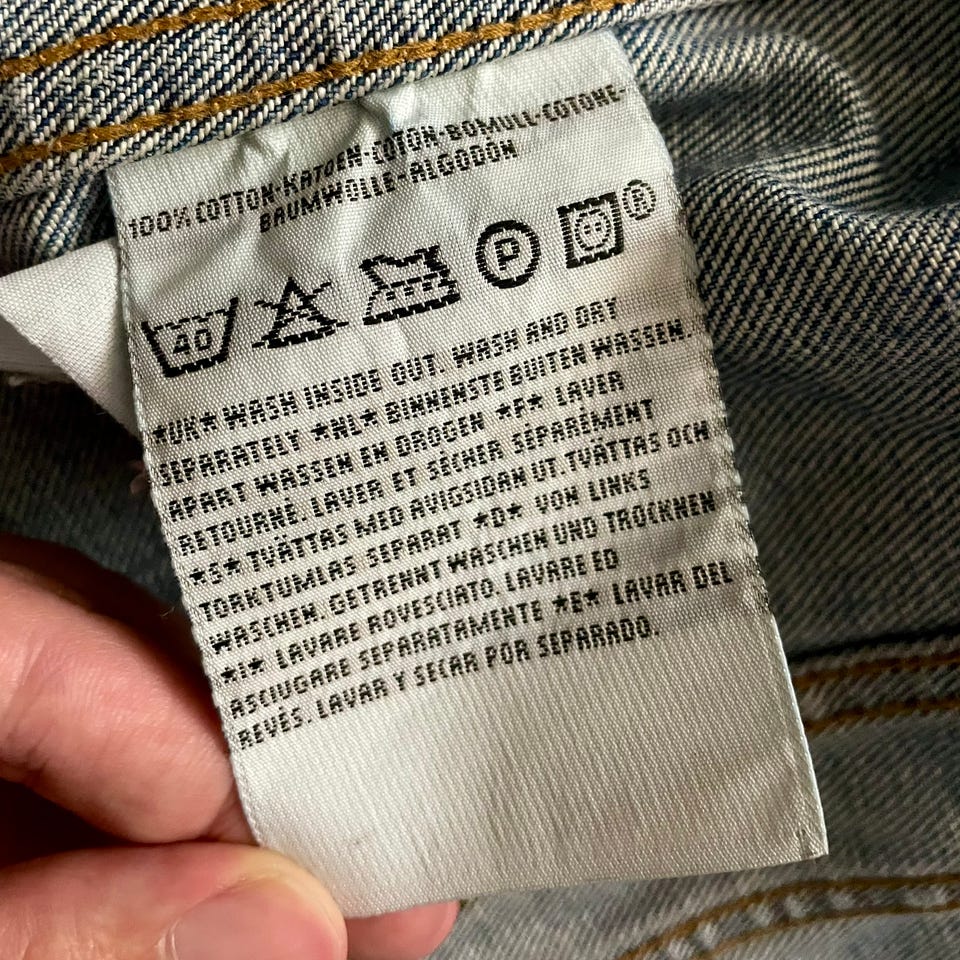 100% COTTON-KATOEN-COTON-BOMULL-COTONE-
BAUMWOLLE-ALGODÓN
40 P ®
*UK* WASH INSIDE OUT. WASH AND DRY
SEPARATELY *NL* BINNENSTE BUITEN WASSEN.
APART WASSEN EN DROGEN *F* LAVER
RETOURNÉ. LAVER ET SÉCHER SÉPARÉMENT
*S* TVÄTTAS MED AVIGSIDAN UT.TVÄTTAS OCH
TORKTUMLAS SEPARAT *D* VON LINKS
WASCHEN. GETRENNT WASCHEN UND TROCKNEN
*I* LAVARE ROVESCIATO. LAVARE ED
ASCIUGARE SEPARATAMENTE *E* LAVAR DEL
REVÉS. LAVAR Y SECAR POR SEPARADO.